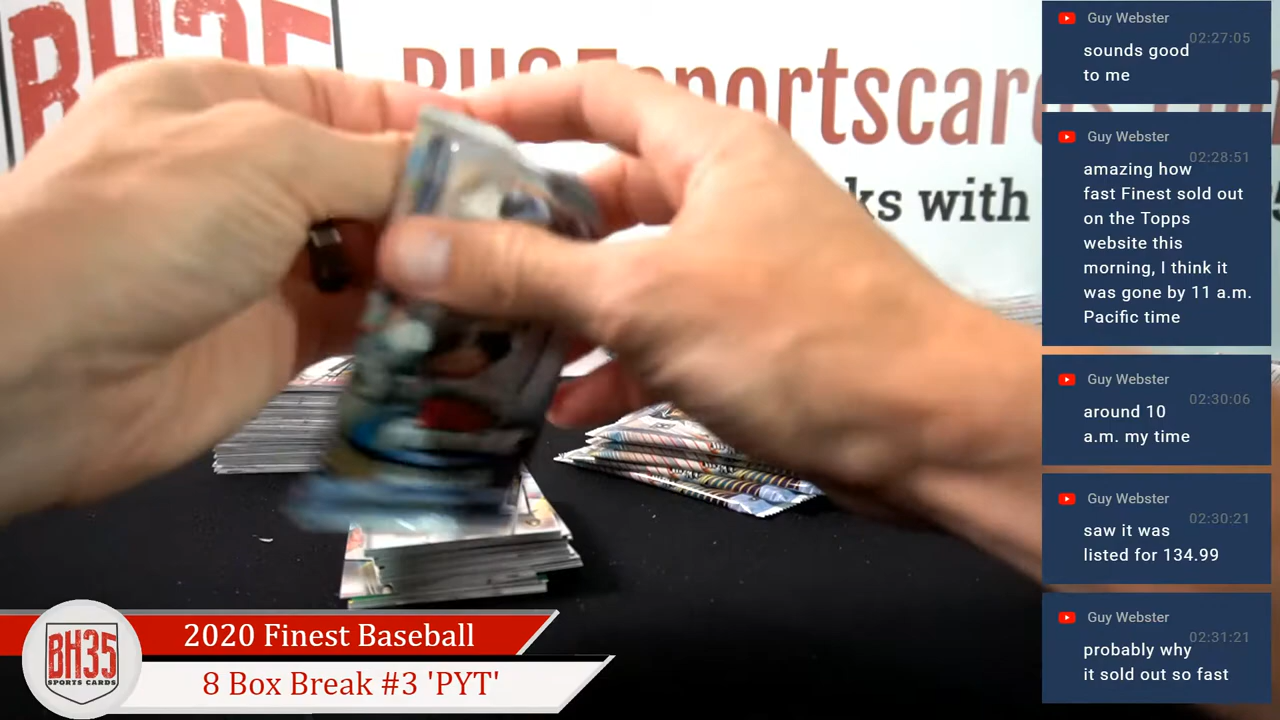 BH35
BH35sportscards.com
ks with
Guy Webster
02:27:05
sounds good
to me
Guy Webster
02:28:51
amazing how
fast Finest sold out
on the Topps
website this
morning, I think it
was gone by 11 a.m.
Pacific time
Guy Webster
02:30:06
around 10
a.m. my time
Guy Webster
02:30:21
saw it was
listed for 134.99
Guy Webster
02:31:21
probably why
it sold out so fast
BH35
SPORTS CARDS
2020 Finest Baseball
8 Box Break #3 'PYT'